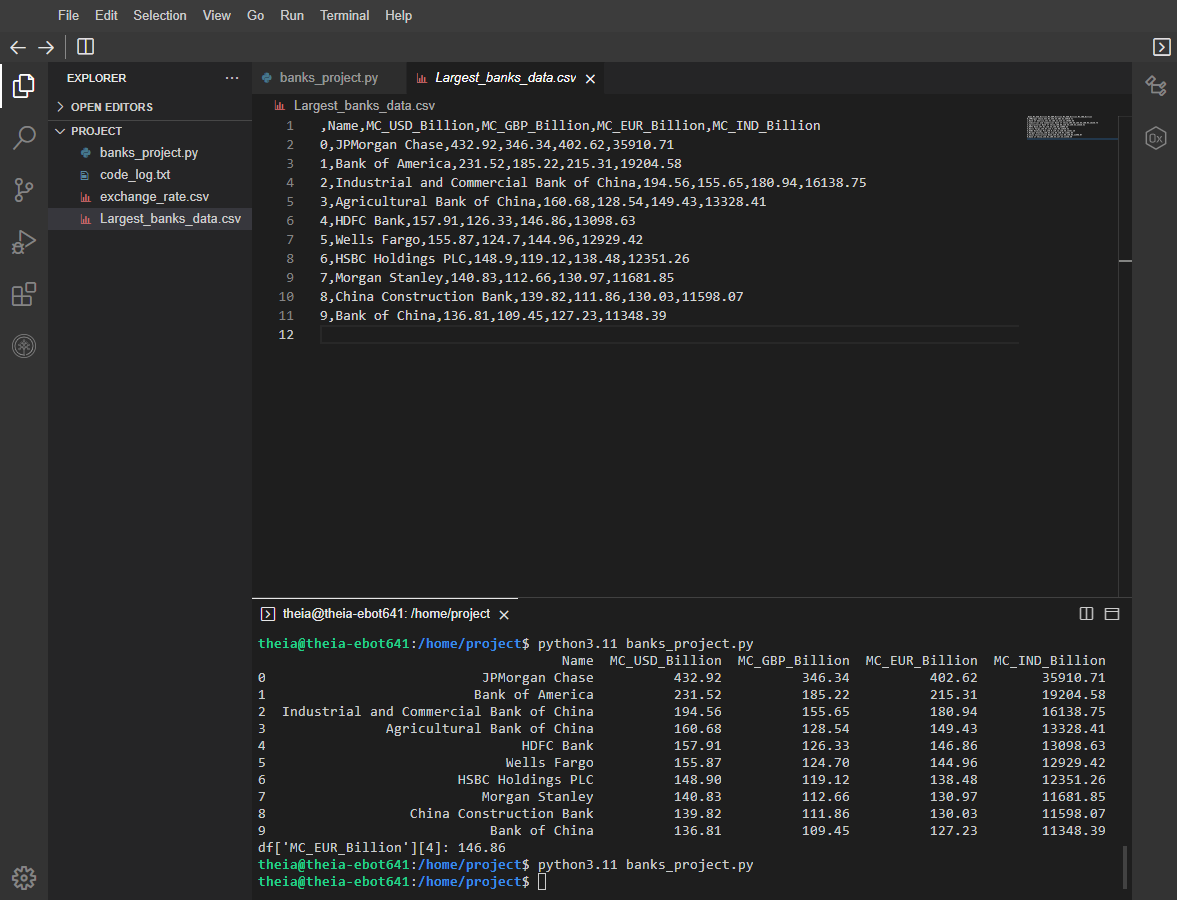 File Edit Selection View Go Run Terminal Help
EXPLORER
OPEN EDITORS
PROJECT
banks_project.py
code_log.txt
exchange_rate.csv
Largest_banks_data.csv
banks_project.py Largest_banks_data.csv
Largest_banks_data.csv
1 ,Name,MC_USD_Billion,MC_GBP_Billion,MC_EUR_Billion,MC_IND_Billion
2 0,JPMorgan Chase,432.92,346.34,402.62,35910.71
3 1,Bank of America,231.52,185.22,215.31,19204.58
4 2,Industrial and Commercial Bank of China,194.56,155.65,180.94,16138.75
5 3,Agricultural Bank of China,160.68,128.54,149.43,13328.41
6 4,HDFC Bank,157.91,126.33,146.86,13098.63
7 5,Wells Fargo,155.87,124.7,144.96,12929.42
8 6,HSBC Holdings PLC,148.9,119.12,138.48,12351.26
9 7,Morgan Stanley,140.83,112.66,130.97,11681.85
10 8,China Construction Bank,139.82,111.86,130.03,11598.07
11 9,Bank of China,136.81,109.45,127.23,11348.39
12
0x
theia@theia-ebot641: /home/project
theia@theia-ebot641:/home/project$ python3.11 banks_project.py
Name MC_USD_Billion MC_GBP_Billion MC_EUR_Billion MC_IND_Billion
0 JPMorgan Chase 432.92 346.34 402.62 35910.71
1 Bank of America 231.52 185.22 215.31 19204.58
2 Industrial and Commercial Bank of China 194.56 155.65 180.94 16138.75
3 Agricultural Bank of China 160.68 128.54 149.43 13328.41
4 HDFC Bank 157.91 126.33 146.86 13098.63
5 Wells Fargo 155.87 124.70 144.96 12929.42
6 HSBC Holdings PLC 148.90 119.12 138.48 12351.26
7 Morgan Stanley 140.83 112.66 130.97 11681.85
8 China Construction Bank 139.82 111.86 130.03 11598.07
9 Bank of China 136.81 109.45 127.23 11348.39
df['MC_EUR_Billion'][4]: 146.86
theia@theia-ebot641:/home/project$ python3.11 banks_project.py
theia@theia-ebot641:/home/project$